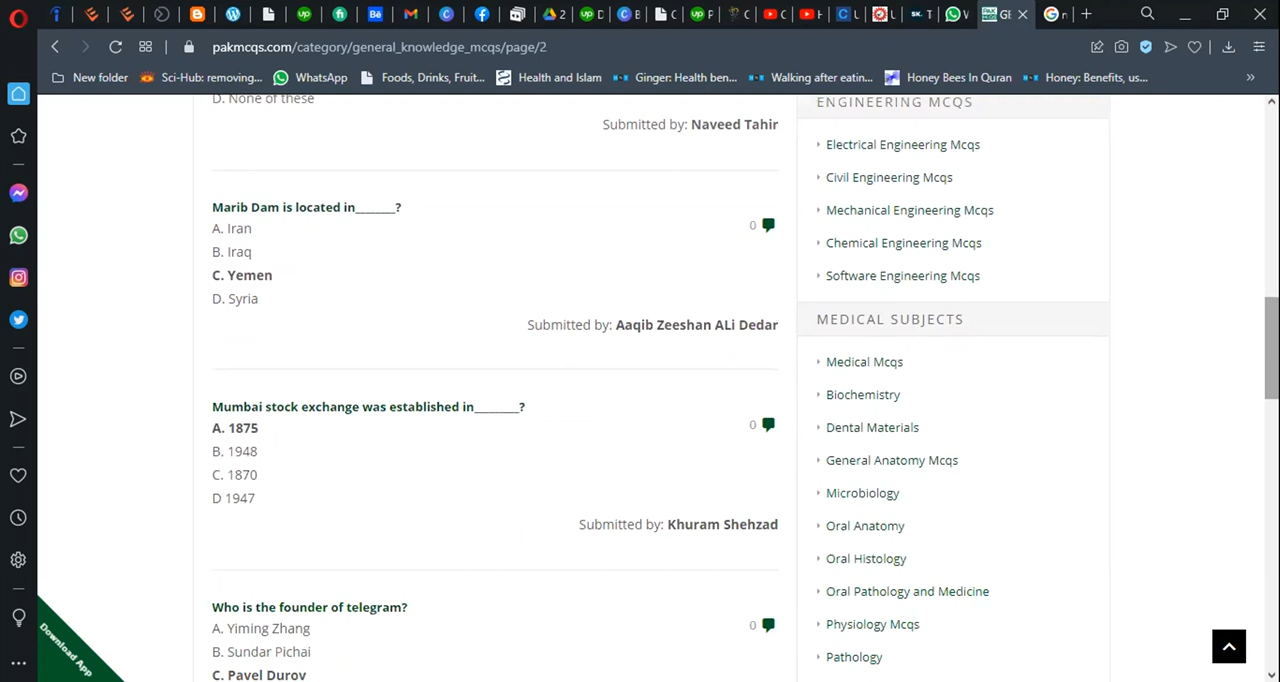 2
D
C
B
C
P
C
C
H
U
U
SK. T
W
GE
n
pakmcqs.com/category/general_knowledge_mcqs/page/2
New folder
Sci-Hub: removing...
WhatsApp
Foods, Drinks, Fruit...
Health and Islam
Ginger: Health ben...
Walking after eatin...
Honey Bees In Quran
Honey: Benefits, us...
D. None of these
Submitted by: Naveed Tahir
Marib Dam is located in_______?
0
A. Iran
B. Iraq
C. Yemen
D. Syria
Submitted by: Aaqib Zeeshan ALi Dedar
Mumbai stock exchange was established in________?
0
A. 1875
B. 1948
C. 1870
D 1947
Submitted by: Khuram Shehzad
Who is the founder of telegram?
0
A. Yiming Zhang
B. Sundar Pichai
C. Pavel Durov
ENGINEERING MCQS
Electrical Engineering Mcqs
Civil Engineering Mcqs
Mechanical Engineering Mcqs
Chemical Engineering Mcqs
Software Engineering Mcqs
MEDICAL SUBJECTS
Medical Mcqs
Biochemistry
Dental Materials
General Anatomy Mcqs
Microbiology
Oral Anatomy
Oral Histology
Oral Pathology and Medicine
Physiology Mcqs
Pathology
Download App